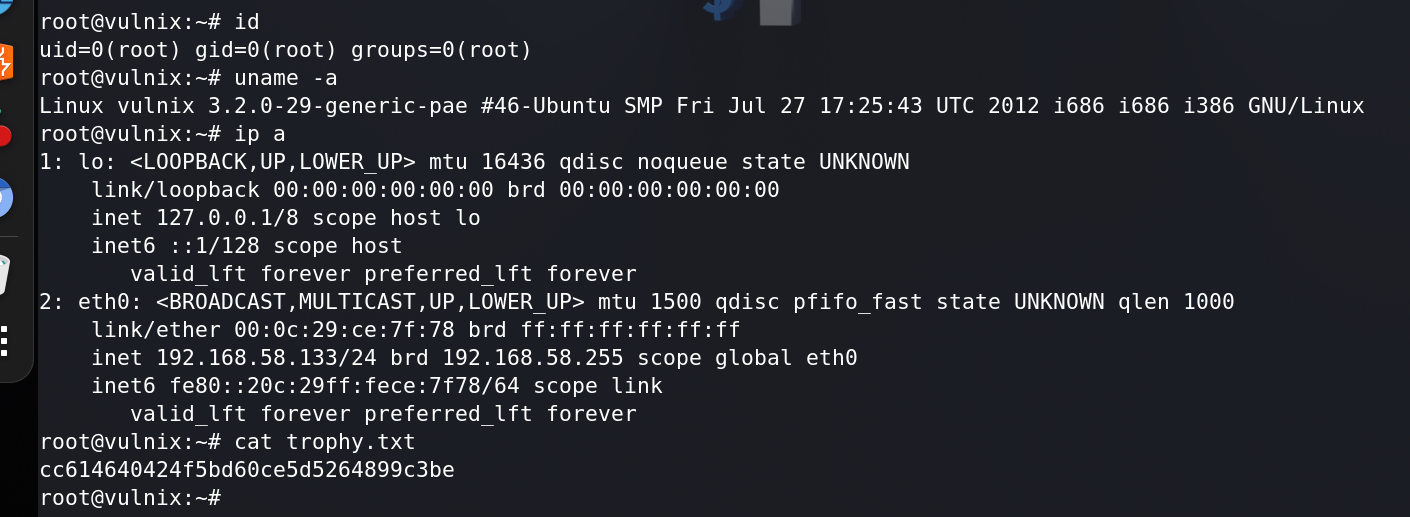 root@vulnix:~# id
uid=0(root) gid=0(root) groups=0(root)
root@vulnix:~# uname -a
Linux vulnix 3.2.0-29-generic-pae #46-Ubuntu SMP Fri Jul 27 17:25:43 UTC 2012 i686 i686 i386 GNU/Linux
root@vulnix:~# ip a
1: lo: <LOOPBACK,UP,LOWER_UP> mtu 16436 qdisc noqueue state UNKNOWN
    link/loopback 00:00:00:00:00:00 brd 00:00:00:00:00:00
    inet 127.0.0.1/8 scope host lo
    inet6 ::1/128 scope host
       valid_lft forever preferred_lft forever
2: eth0: <BROADCAST,MULTICAST,UP,LOWER_UP> mtu 1500 qdisc pfifo_fast state UNKNOWN qlen 1000
    link/ether 00:0c:29:ce:7f:78 brd ff:ff:ff:ff:ff:ff
    inet 192.168.58.133/24 brd 192.168.58.255 scope global eth0
    inet6 fe80::20c:29ff:fece:7f78/64 scope link
       valid_lft forever preferred_lft forever
root@vulnix:~# cat trophy.txt
cc614640424f5bd60ce5d5264899c3be
root@vulnix:~#